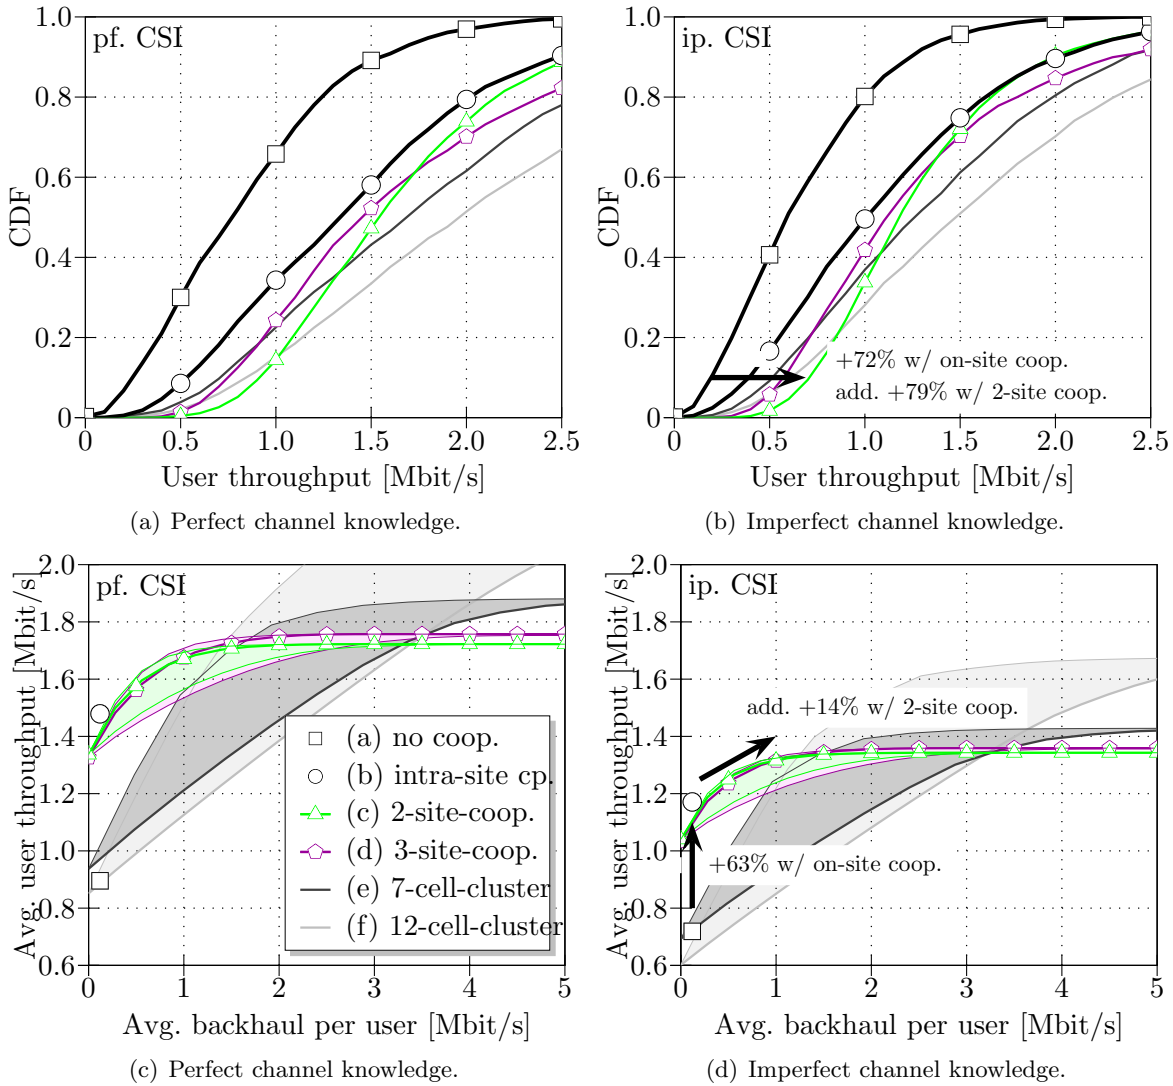 pf. CSI
CDF
1.0
0.8
0.6
0.4
0.2
0
0 0.5 1.0 1.5 2.0 2.5
User throughput [Mbit/s]
(a) Perfect channel knowledge.
ip. CSI
CDF
1.0
0.8
0.6
0.4
0.2
0
+72% w/ on-site coop.
add. +79% w/ 2-site coop.
0 0.5 1.0 1.5 2.0 2.5
User throughput [Mbit/s]
(b) Imperfect channel knowledge.
pf. CSI
Avg. user throughput [Mbit/s]
2.0
1.8
1.6
1.4
1.2
1.0
0.8
0.6
(a) no coop.
(b) intra-site cp.
(c) 2-site-coop.
(d) 3-site-coop.
(e) 7-cell-cluster
(f) 12-cell-cluster
0 1 2 3 4 5
Avg. backhaul per user [Mbit/s]
(c) Perfect channel knowledge.
ip. CSI
Avg. user throughput [Mbit/s]
2.0
1.8
1.6
1.4
1.2
1.0
0.8
0.6
add. +14% w/ 2-site coop.
+63% w/ on-site coop.
0 1 2 3 4 5
Avg. backhaul per user [Mbit/s]
(d) Imperfect channel knowledge.